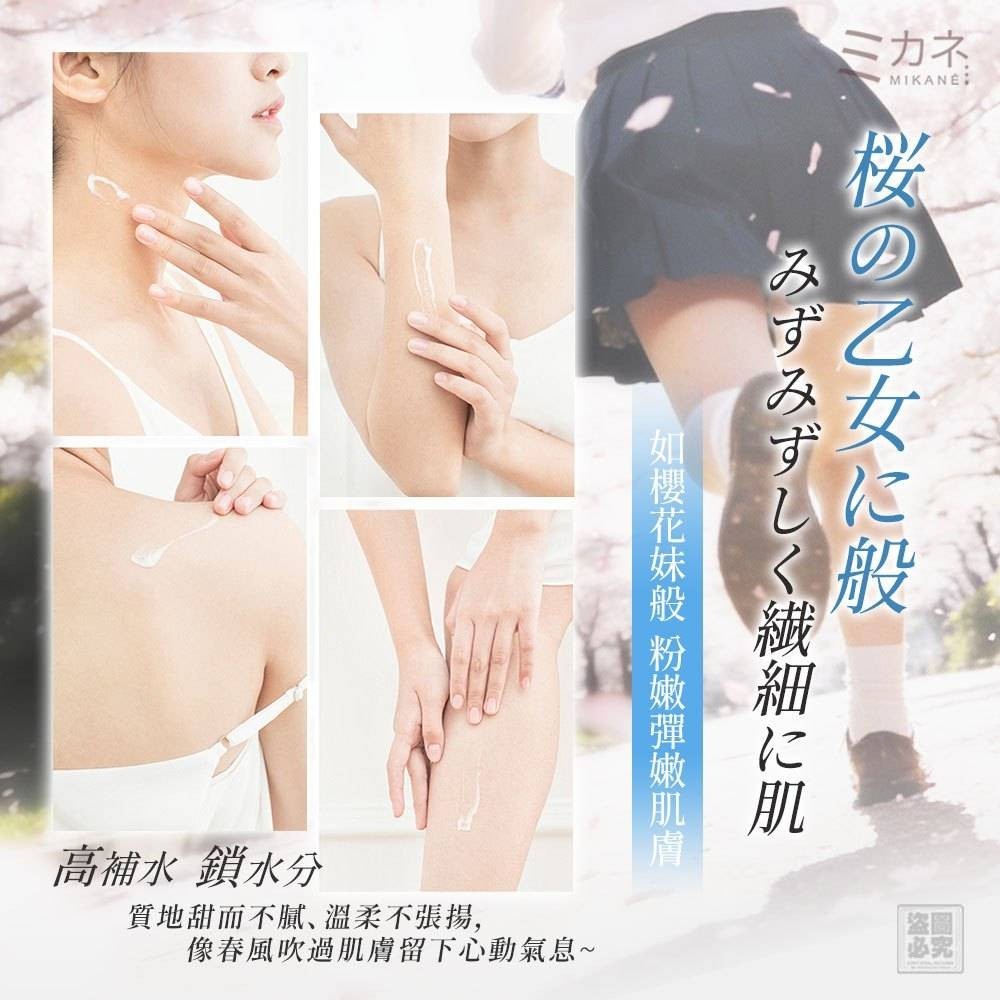 ミカネ
MIKANÉ
桜の乙女に般
みずみずしく繊細に肌
如櫻花妹般 粉嫩彈嫩肌膚
高補水 鎖水分
質地甜而不膩、溫柔不張揚,
像春風吹過肌膚留下心動氣息~
盜圖
必究